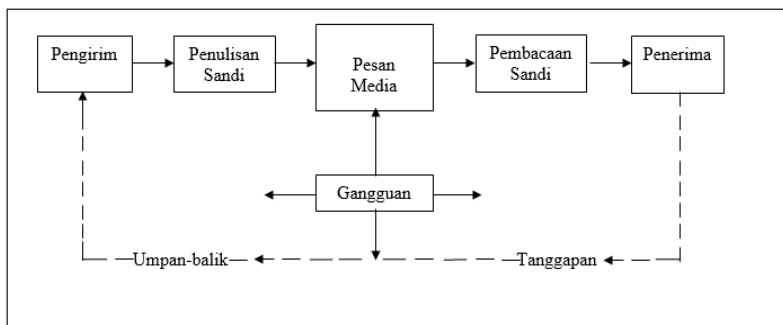 Pengirim
Penulisan
Sandi
Pesan
Media
Pembacaan
Sandi
Penerima
Gangguan
Umpan-balik
Tanggapan